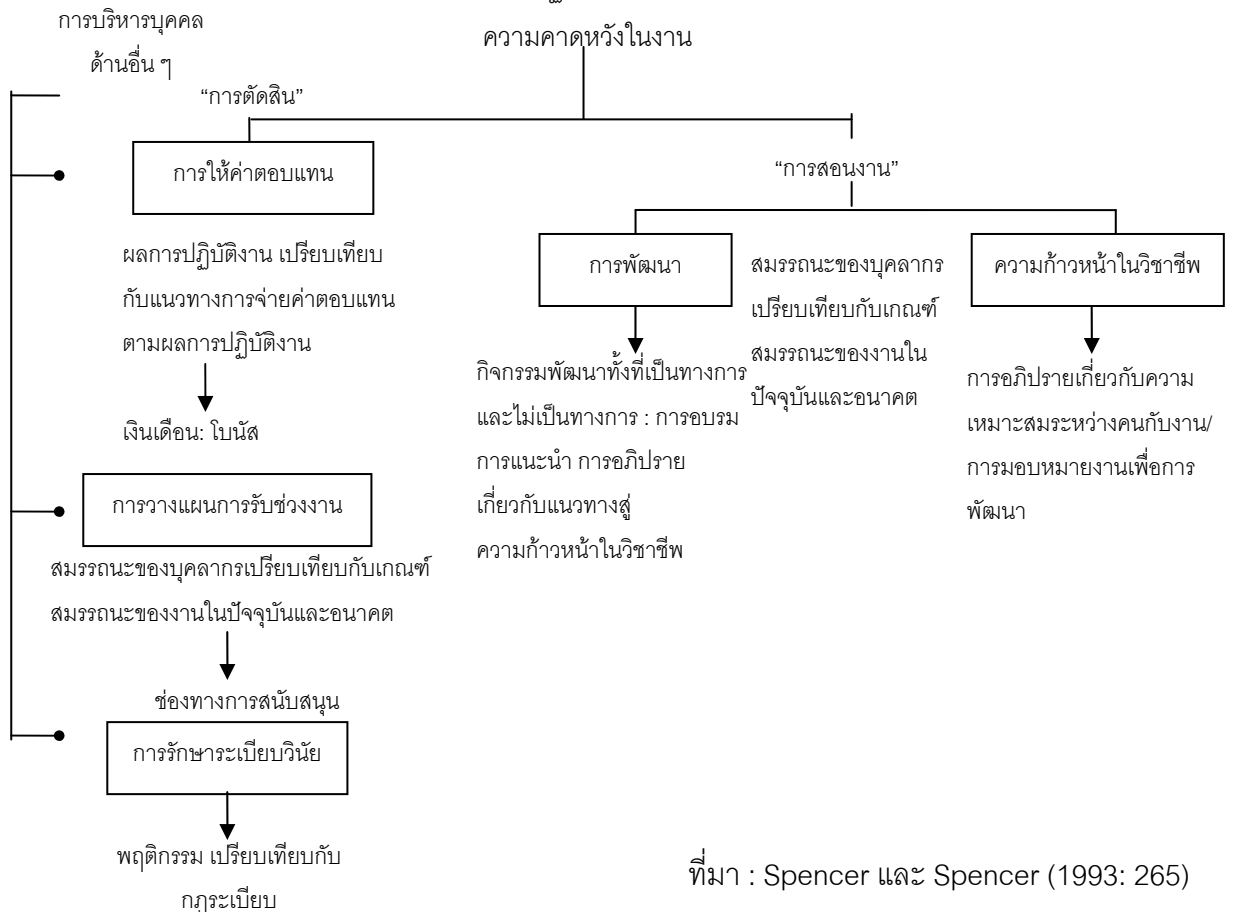 การบริหารบุคคล
ด้านอื่น ๆ
ความคาดหวังในงาน
“การตัดสิน”
การให้ค่าตอบแทน
ผลการปฏิบัติงาน เปรียบเทียบ
กับแนวทางการจ่ายค่าตอบแทน
ตามผลการปฏิบัติงาน
เงินเดือน: โบนัส
การวางแผนการรับช่วงงาน
สมรรถนะของบุคลากรเปรียบเทียบกับเกณฑ์
สมรรถนะของงานในปัจจุบันและอนาคต
ช่องทางการสนับสนุน
การรักษาระเบียบวินัย
พฤติกรรม เปรียบเทียบกับ
กฎระเบียบ
“การสอนงาน”
การพัฒนา
กิจกรรมพัฒนาทั้งที่เป็นทางการ
และไม่เป็นทางการ : การอบรม
การแนะนำ การอภิปราย
เกี่ยวกับแนวทางสู่
ความก้าวหน้าในวิชาชีพ
สมรรถนะของบุคลากร
เปรียบเทียบกับเกณฑ์
สมรรถนะของงานใน
ปัจจุบันและอนาคต
ความก้าวหน้าในวิชาชีพ
การอภิปรายเกี่ยวกับความ
เหมาะสมระหว่างคนกับงาน/
การมอบหมายงานเพื่อการ
พัฒนา
ที่มา : Spencer และ Spencer (1993: 265)